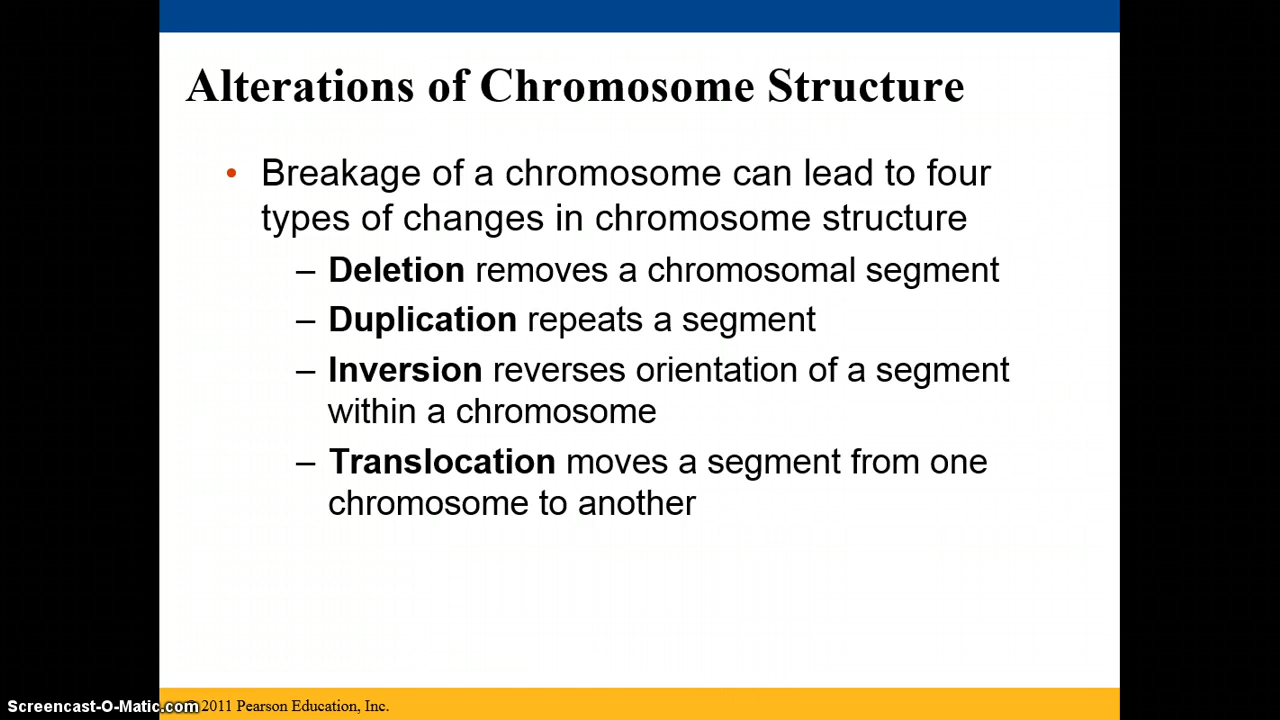 Alterations of Chromosome Structure
• Breakage of a chromosome can lead to four
types of changes in chromosome structure
– Deletion removes a chromosomal segment
– Duplication repeats a segment
– Inversion reverses orientation of a segment
within a chromosome
– Translocation moves a segment from one
chromosome to another
Screencast-O-Matic.com © 2011 Pearson Education, Inc.